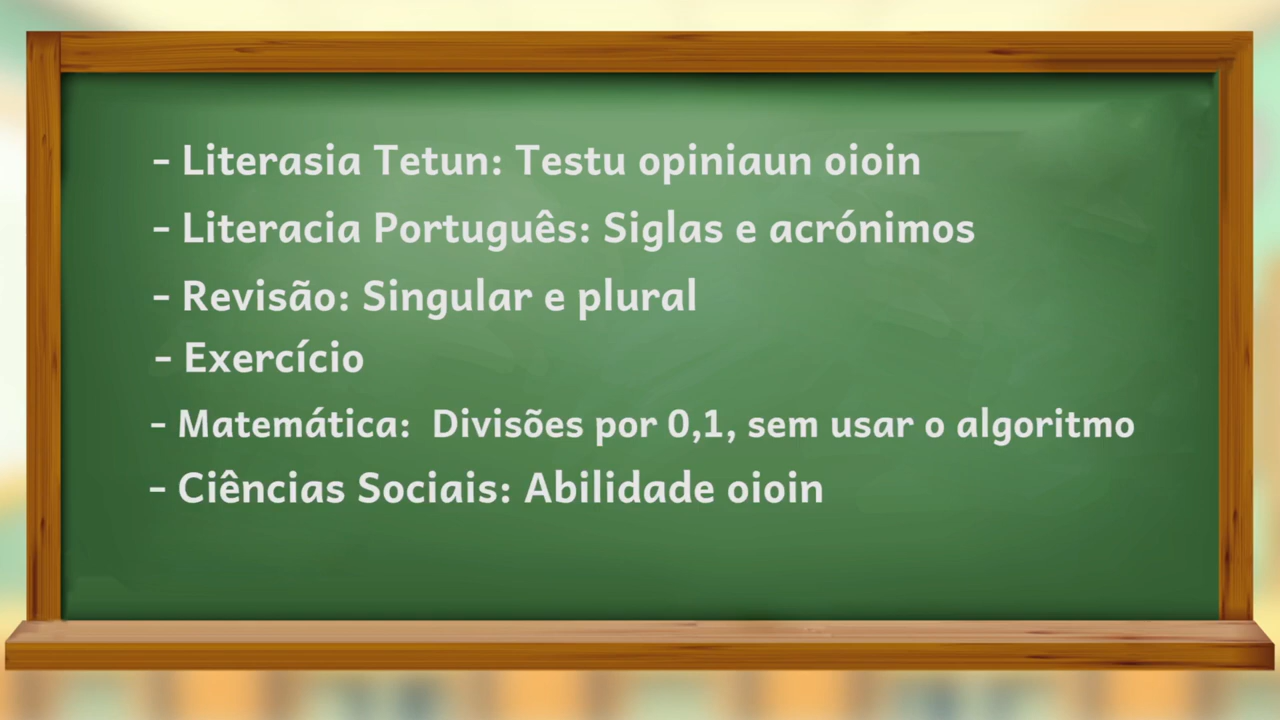 - Literasia Tetun: Testu opiniaun oioin
- Literacia Português: Siglas e acrónimos
- Revisão: Singular e plural
- Exercício
- Matemática: Divisões por 0,1, sem usar o algoritmo
- Ciências Sociais: Abilidade oioin